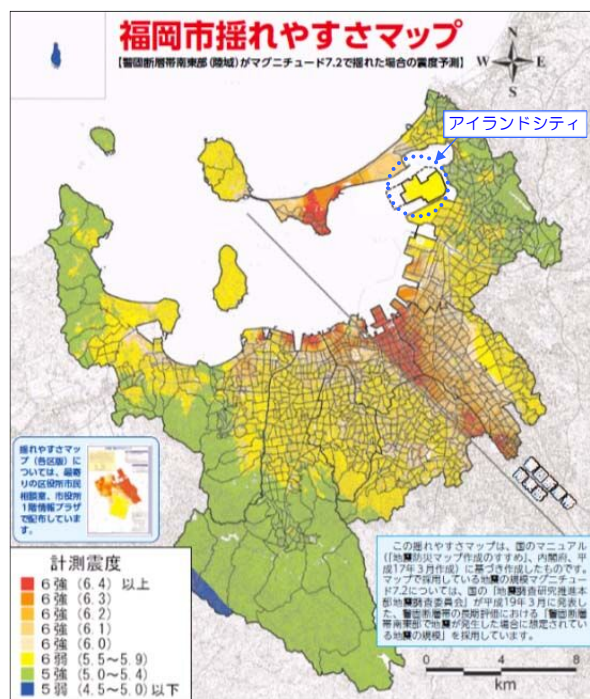 福岡市揺れやすさマップ
【警固断層帯南東部(陸域)がマグニチュード7.2で揺れた場合の震度予測】
N
W E
S
アイランドシティ
揺れやすさマッ
プ(各区版)に
ついては、最寄
りの区役所市民
相談室、市役所
1階情報プラザ
で配布していま
す。
計測震度
6強(6.4)以上
6強(6.3)
6強(6.2)
6強(6.1)
6強(6.0)
6弱(5.5〜5.9)
5強(5.0〜5.4)
5弱(4.5〜5.0)以下
この揺れやすさマップは、国のマニュアル
(「地震防災マップ作成のすすめ」、内閣府、平
成17年3月作成)に基づき作成したものです。
マップで採用している地震の規模マグニチュー
ド7.2については、国の「地震調査研究推進本
部地震調査委員会」が平成19年3月に発表し
た、警固断層帯の長期評価における「警固断層
帯南東部で地震が発生した場合に想定されてい
る地震の規模」を採用しています。
0 4 8
km